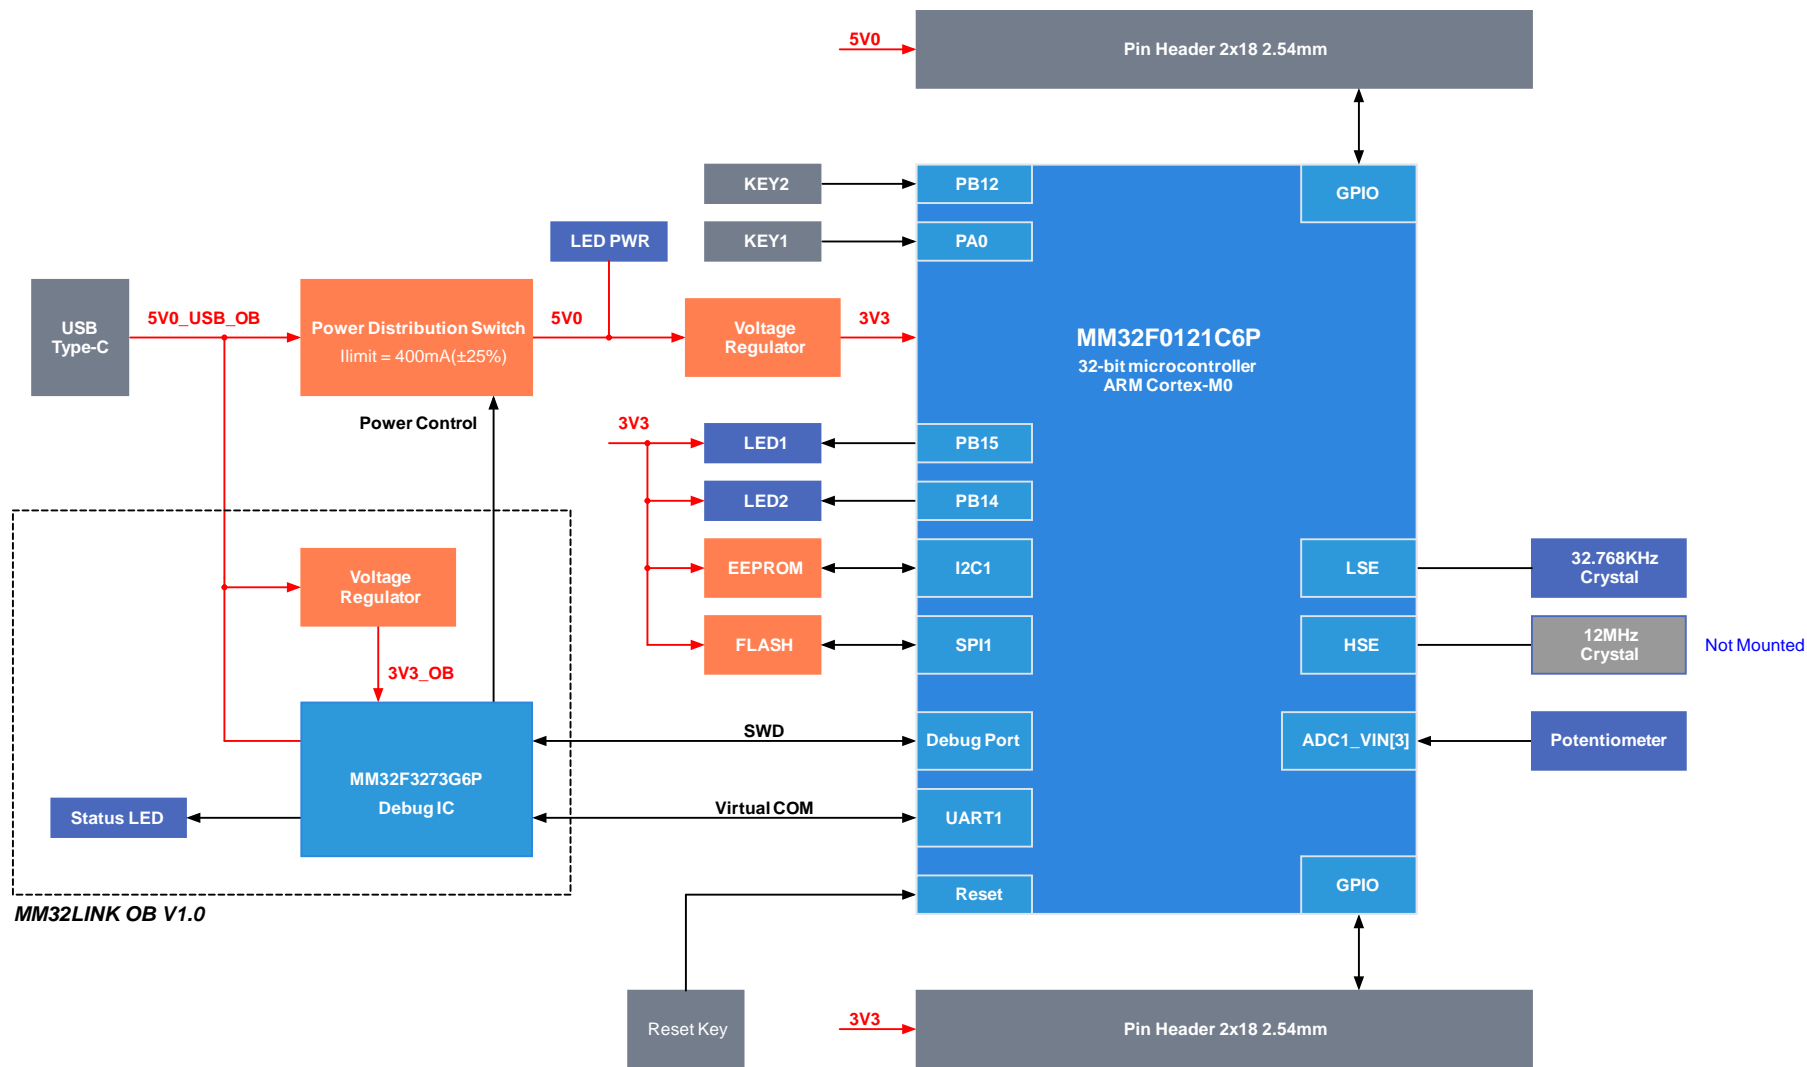 5V0
Pin Header 2x18 2.54mm
KEY2
PB12
GPIO
LED PWR
KEY1
PA0
USB
Type-C
5V0_USB_OB
Power Distribution Switch
Ilimit = 400mA(±25%)
5V0
Voltage
Regulator
3V3
MM32F0121C6P
32-bit microcontroller
ARM Cortex-M0
Power Control
3V3
LED1
PB15
LED2
PB14
Voltage
Regulator
EEPROM
I2C1
LSE
32.768KHz
Crystal
FLASH
SPI1
HSE
12MHz
Crystal
Not Mounted
3V3_OB
SWD
Debug Port
ADC1_VIN[3]
Potentiometer
MM32F3273G6P
Debug IC
Status LED
Virtual COM
UART1
Reset
GPIO
MM32LINK OB V1.0
Reset Key
3V3
Pin Header 2x18 2.54mm